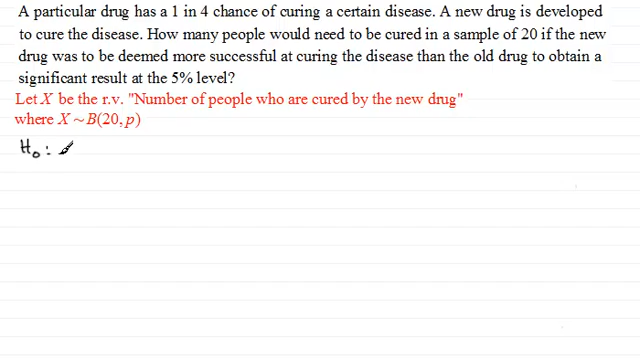 A particular drug has a 1 in 4 chance of curing a certain disease. A new drug is developed
to cure the disease. How many people would need to be cured in a sample of 20 if the new
drug was to be deemed more successful at curing the disease than the old drug to obtain a
significant result at the 5% level?
Let X be the r.v. "Number of people who are cured by the new drug"
where X ~ B(20, p)
H₀ :